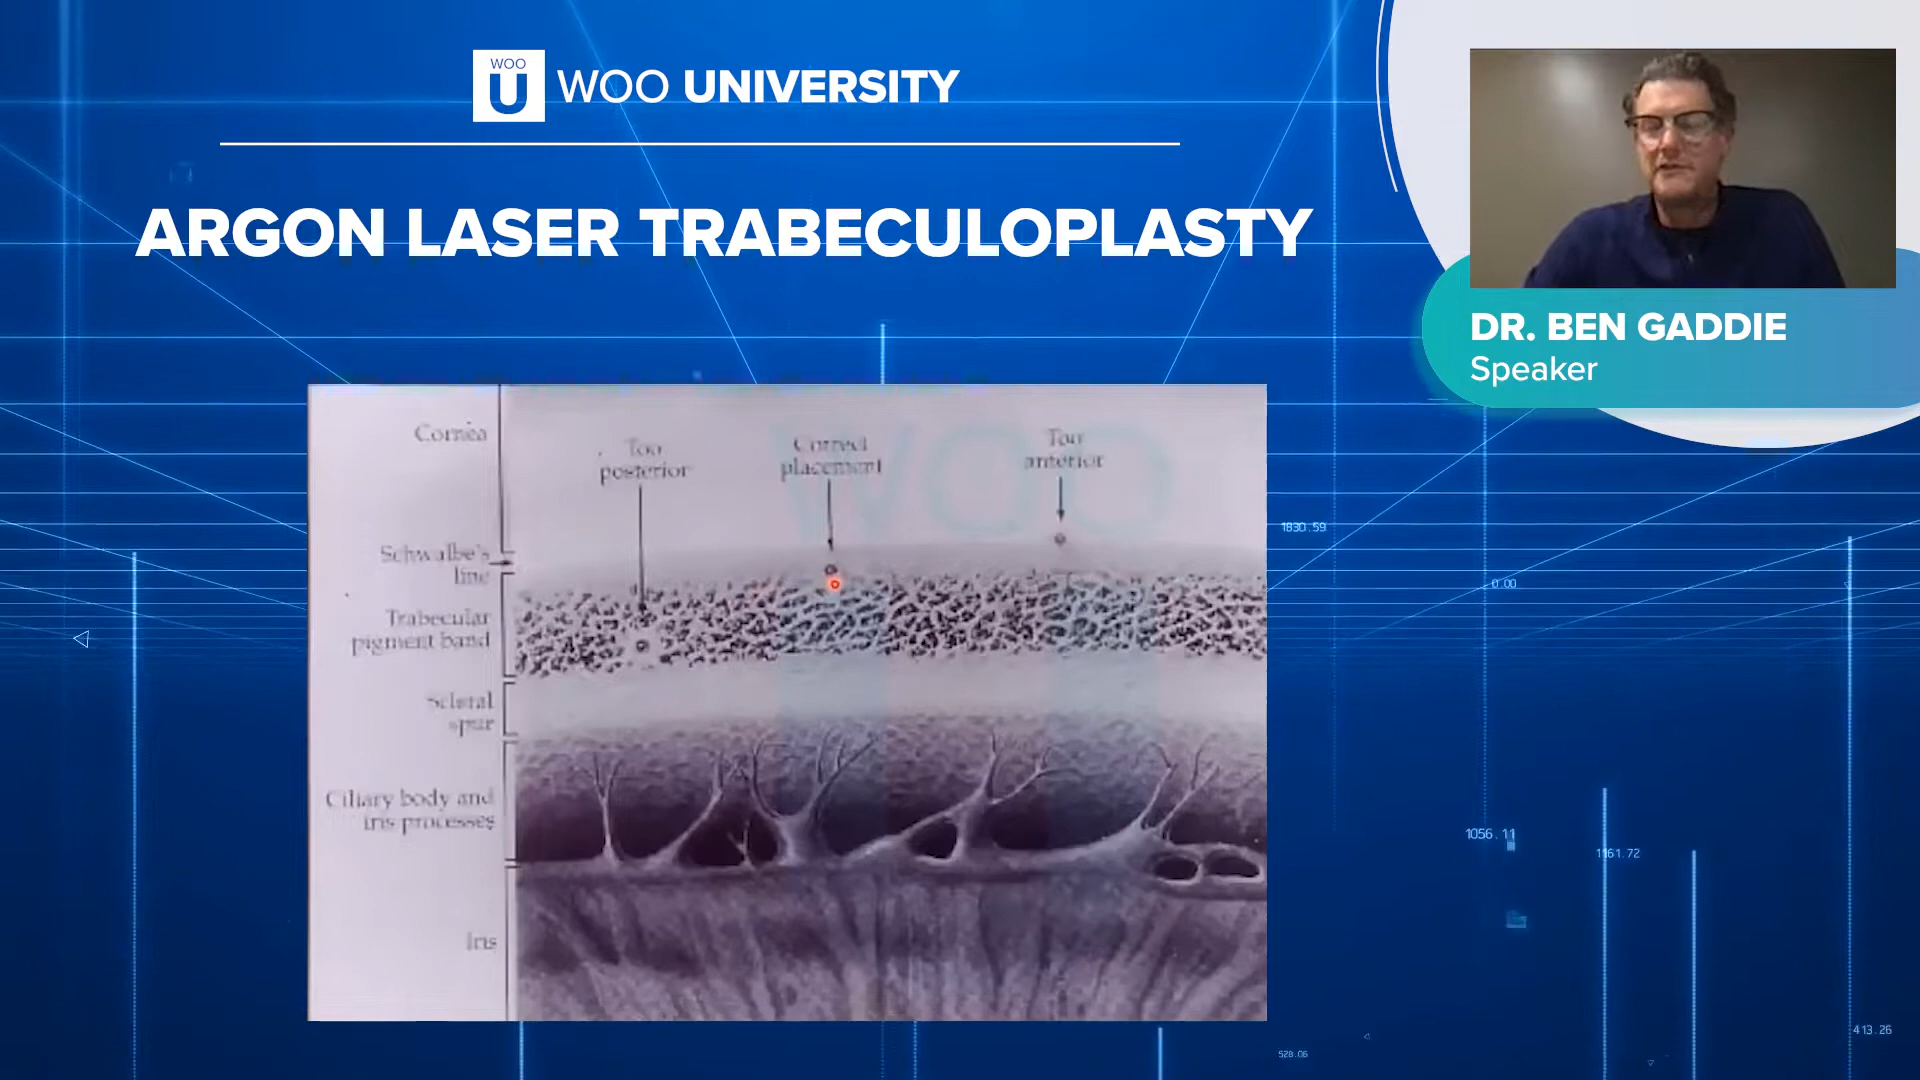 WOO
U
WOO UNIVERSITY
ARGON LASER TRABECULOPLASTY
DR. BEN GADDIE
Speaker
Cornea
Too
posterior
Correct
placement
Too
anterior
Schwalbe's
line
Trabecular
pigment band
Scleral
spur
Ciliary body and
iris processes
Iris
WOO
1830.59
0.00
1056.11
1161.72
413.26
528.06